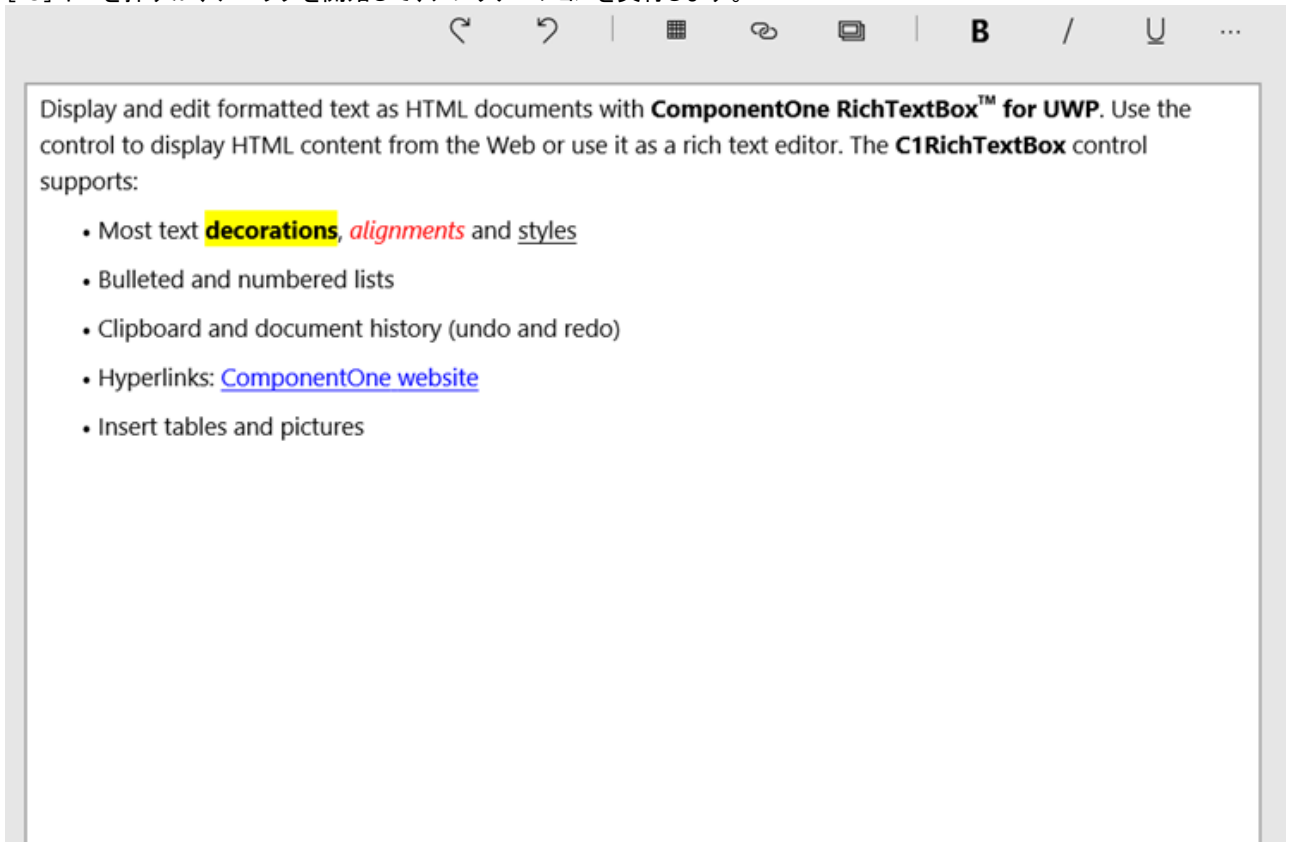 B / U ...
Display and edit formatted text as HTML documents with ComponentOne RichTextBox™ for UWP. Use the
control to display HTML content from the Web or use it as a rich text editor. The C1RichTextBox control
supports:
• Most text decorations, alignments and styles
• Bulleted and numbered lists
• Clipboard and document history (undo and redo)
• Hyperlinks: ComponentOne website
• Insert tables and pictures